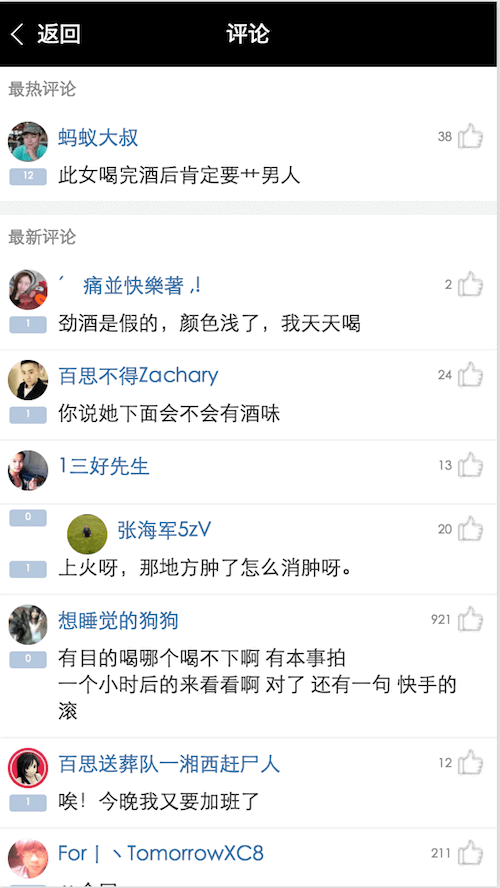 返回
评论
最热评论
蚂蚁大叔
38
12
此女喝完酒后肯定要艹男人
最新评论
痛並快樂著 ,!
2
1
劲酒是假的，颜色浅了，我天天喝
百思不得Zachary
24
1
你说她下面会不会有酒味
1三好先生
13
0
张海军5zV
20
1
上火呀，那地方肿了怎么消肿呀。
想睡觉的狗狗
921
0
有目的喝哪个喝不下啊 有本事拍
一个小时后的来看看啊 对了 还有一句 快手的
滚
百思送葬队一湘西赶尸人
12
1
唉！今晚我又要加班了
For丨丶TomorrowXC8
211